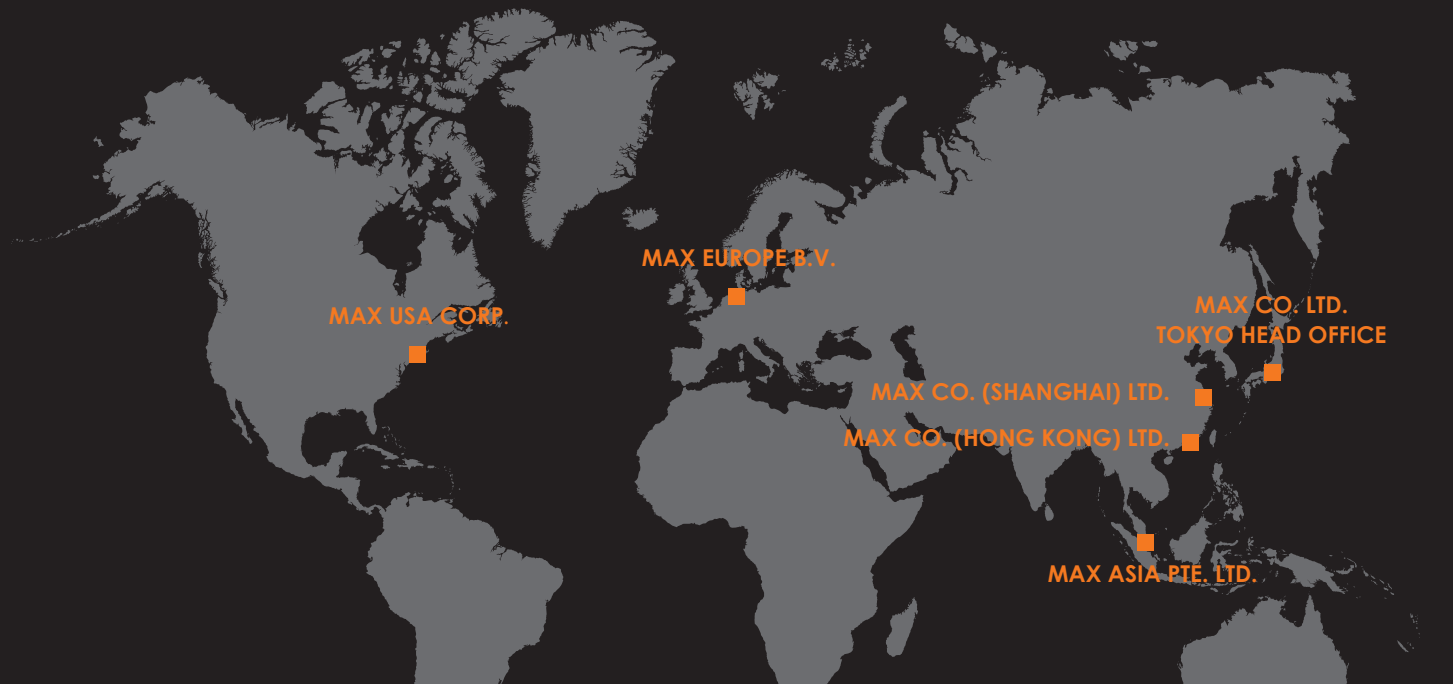 MAX EUROPE B.V.
MAX USA CORP.
MAX CO. LTD.
TOKYO HEAD OFFICE
MAX CO. (SHANGHAI) LTD.
MAX CO. (HONG KONG) LTD.
MAX ASIA PTE. LTD.